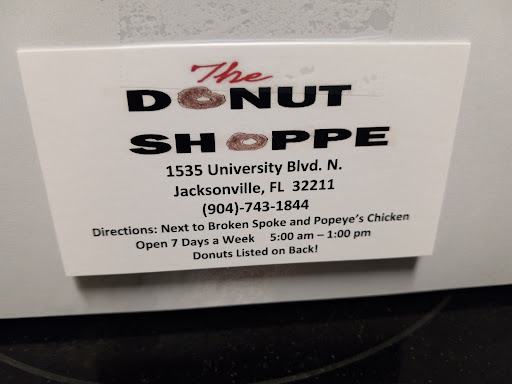 The
DONUT
SHOPPE
1535 University Blvd. N.
Jacksonville, FL 32211
(904)-743-1844
Directions: Next to Broken Spoke and Popeye's Chicken
Open 7 Days a Week 5:00 am – 1:00 pm
Donuts Listed on Back!